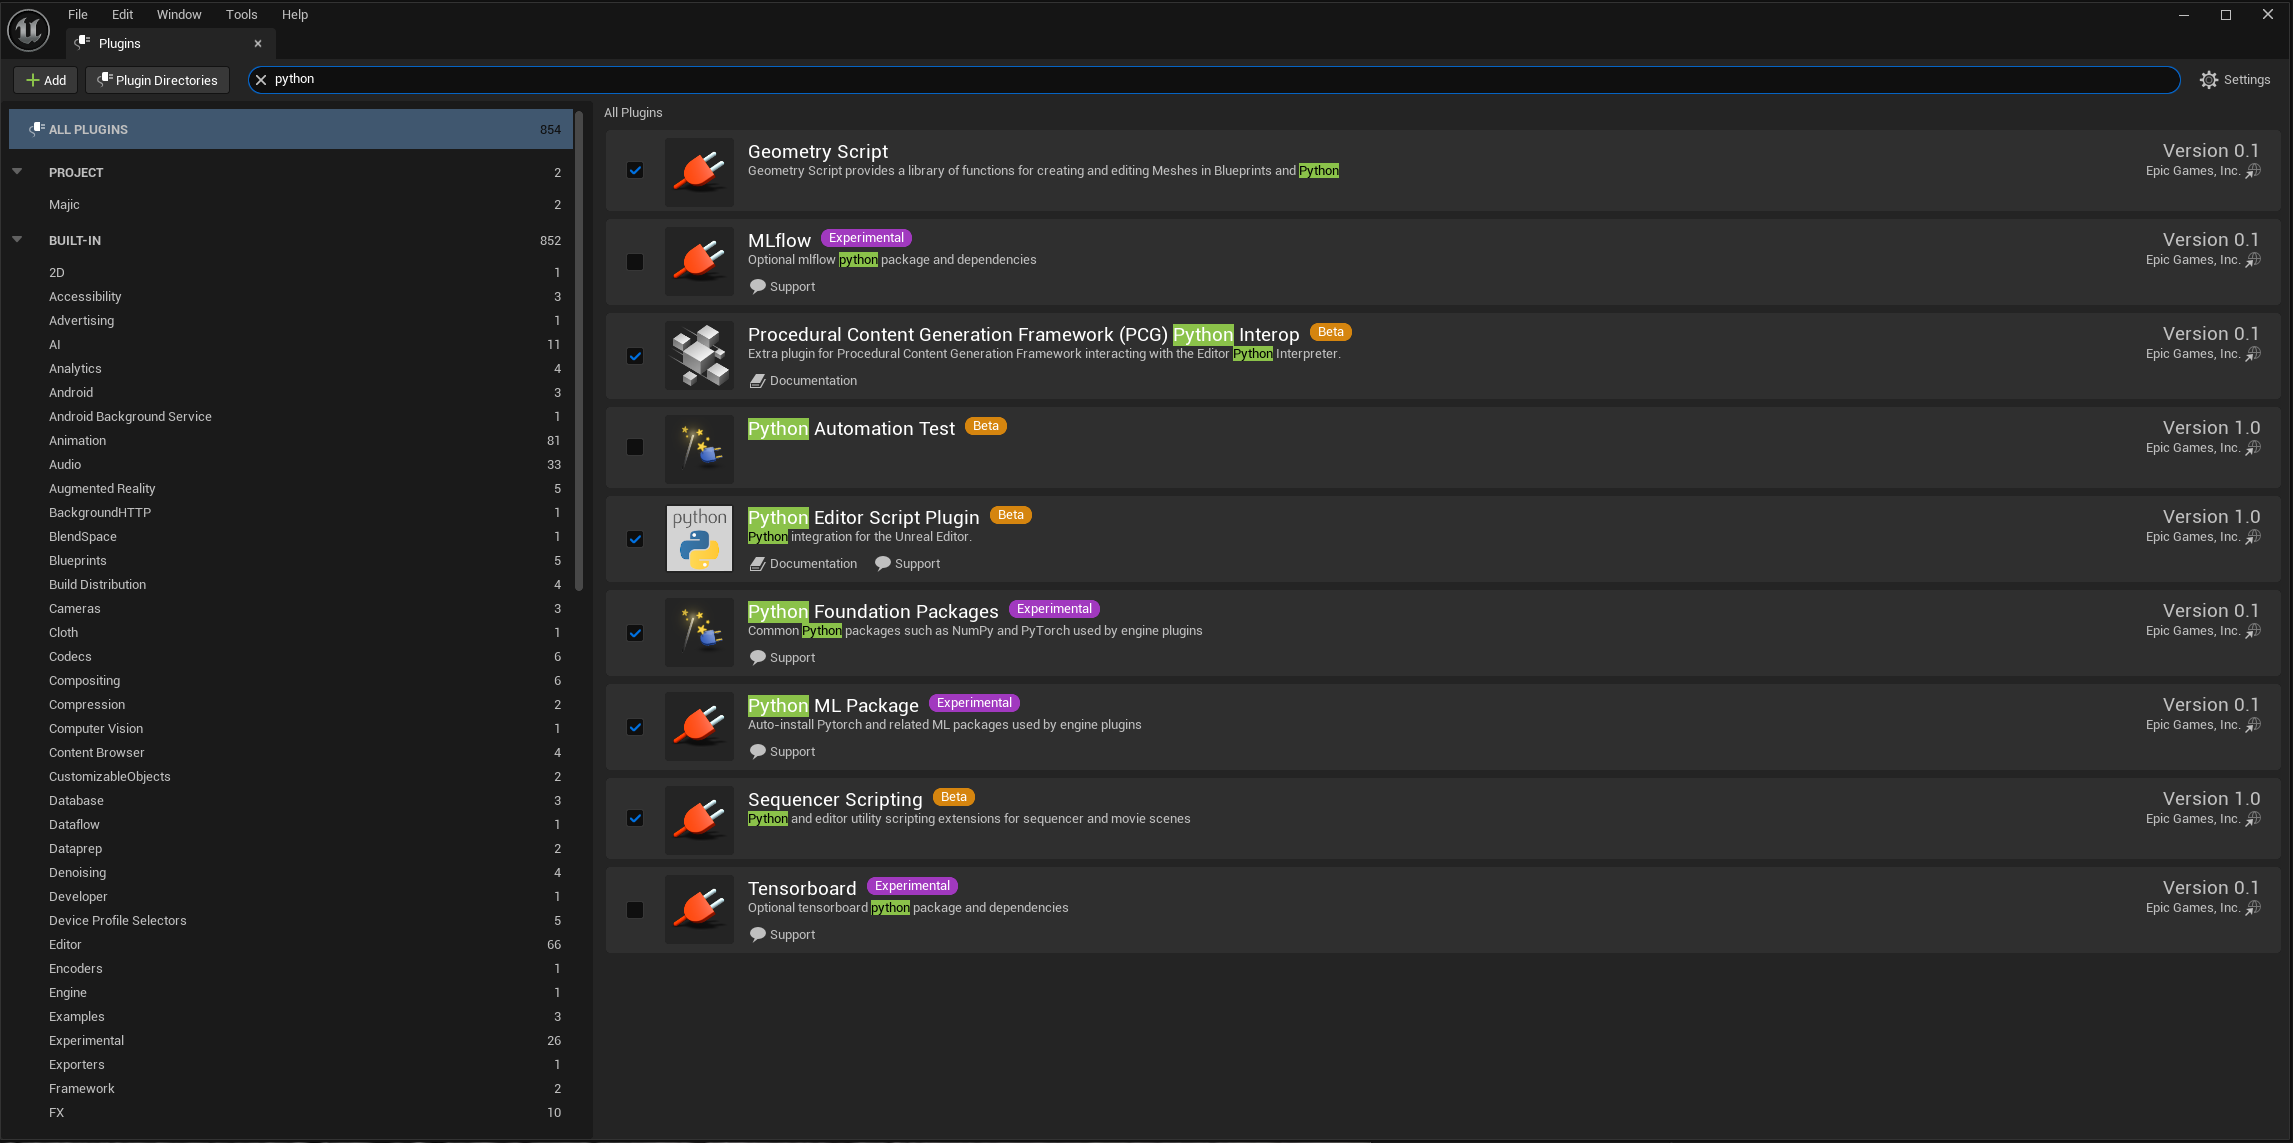 File Edit Window Tools Help
Plugins
Add Plugin Directories python Settings
ALL PLUGINS 854
PROJECT 2
Majic 2
BUILT-IN 852
2D 1
Accessibility 3
Advertising 1
AI 11
Analytics 4
Android 3
Android Background Service 1
Animation 81
Audio 33
Augmented Reality 5
BackgroundHTTP 1
BlendSpace 1
Blueprints 5
Build Distribution 4
Cameras 3
Cloth 1
Codecs 6
Compositing 6
Compression 2
Computer Vision 1
Content Browser 4
CustomizableObjects 2
Database 3
Dataflow 1
Dataprep 2
Denoising 4
Developer 1
Device Profile Selectors 5
Editor 66
Encoders 1
Engine 1
Examples 3
Experimental 26
Exporters 1
Framework 2
FX 10
All Plugins
Geometry Script Version 0.1
Geometry Script provides a library of functions for creating and editing Meshes in Blueprints and Python Epic Games, Inc.
MLflow Experimental Version 0.1
Optional mlflow python package and dependencies Epic Games, Inc.
Support
Procedural Content Generation Framework (PCG) Python Interop Beta Version 0.1
Extra plugin for Procedural Content Generation Framework interacting with the Editor Python Interpreter. Epic Games, Inc.
Documentation
Python Automation Test Beta Version 1.0
Epic Games, Inc.
python
Python Editor Script Plugin Beta Version 1.0
Python integration for the Unreal Editor. Epic Games, Inc.
Documentation Support
Python Foundation Packages Experimental Version 0.1
Common Python packages such as NumPy and PyTorch used by engine plugins Epic Games, Inc.
Support
Python ML Package Experimental Version 0.1
Auto-install Pytorch and related ML packages used by engine plugins Epic Games, Inc.
Support
Sequencer Scripting Beta Version 1.0
Python and editor utility scripting extensions for sequencer and movie scenes Epic Games, Inc.
Tensorboard Experimental Version 0.1
Optional tensorboard python package and dependencies Epic Games, Inc.
Support